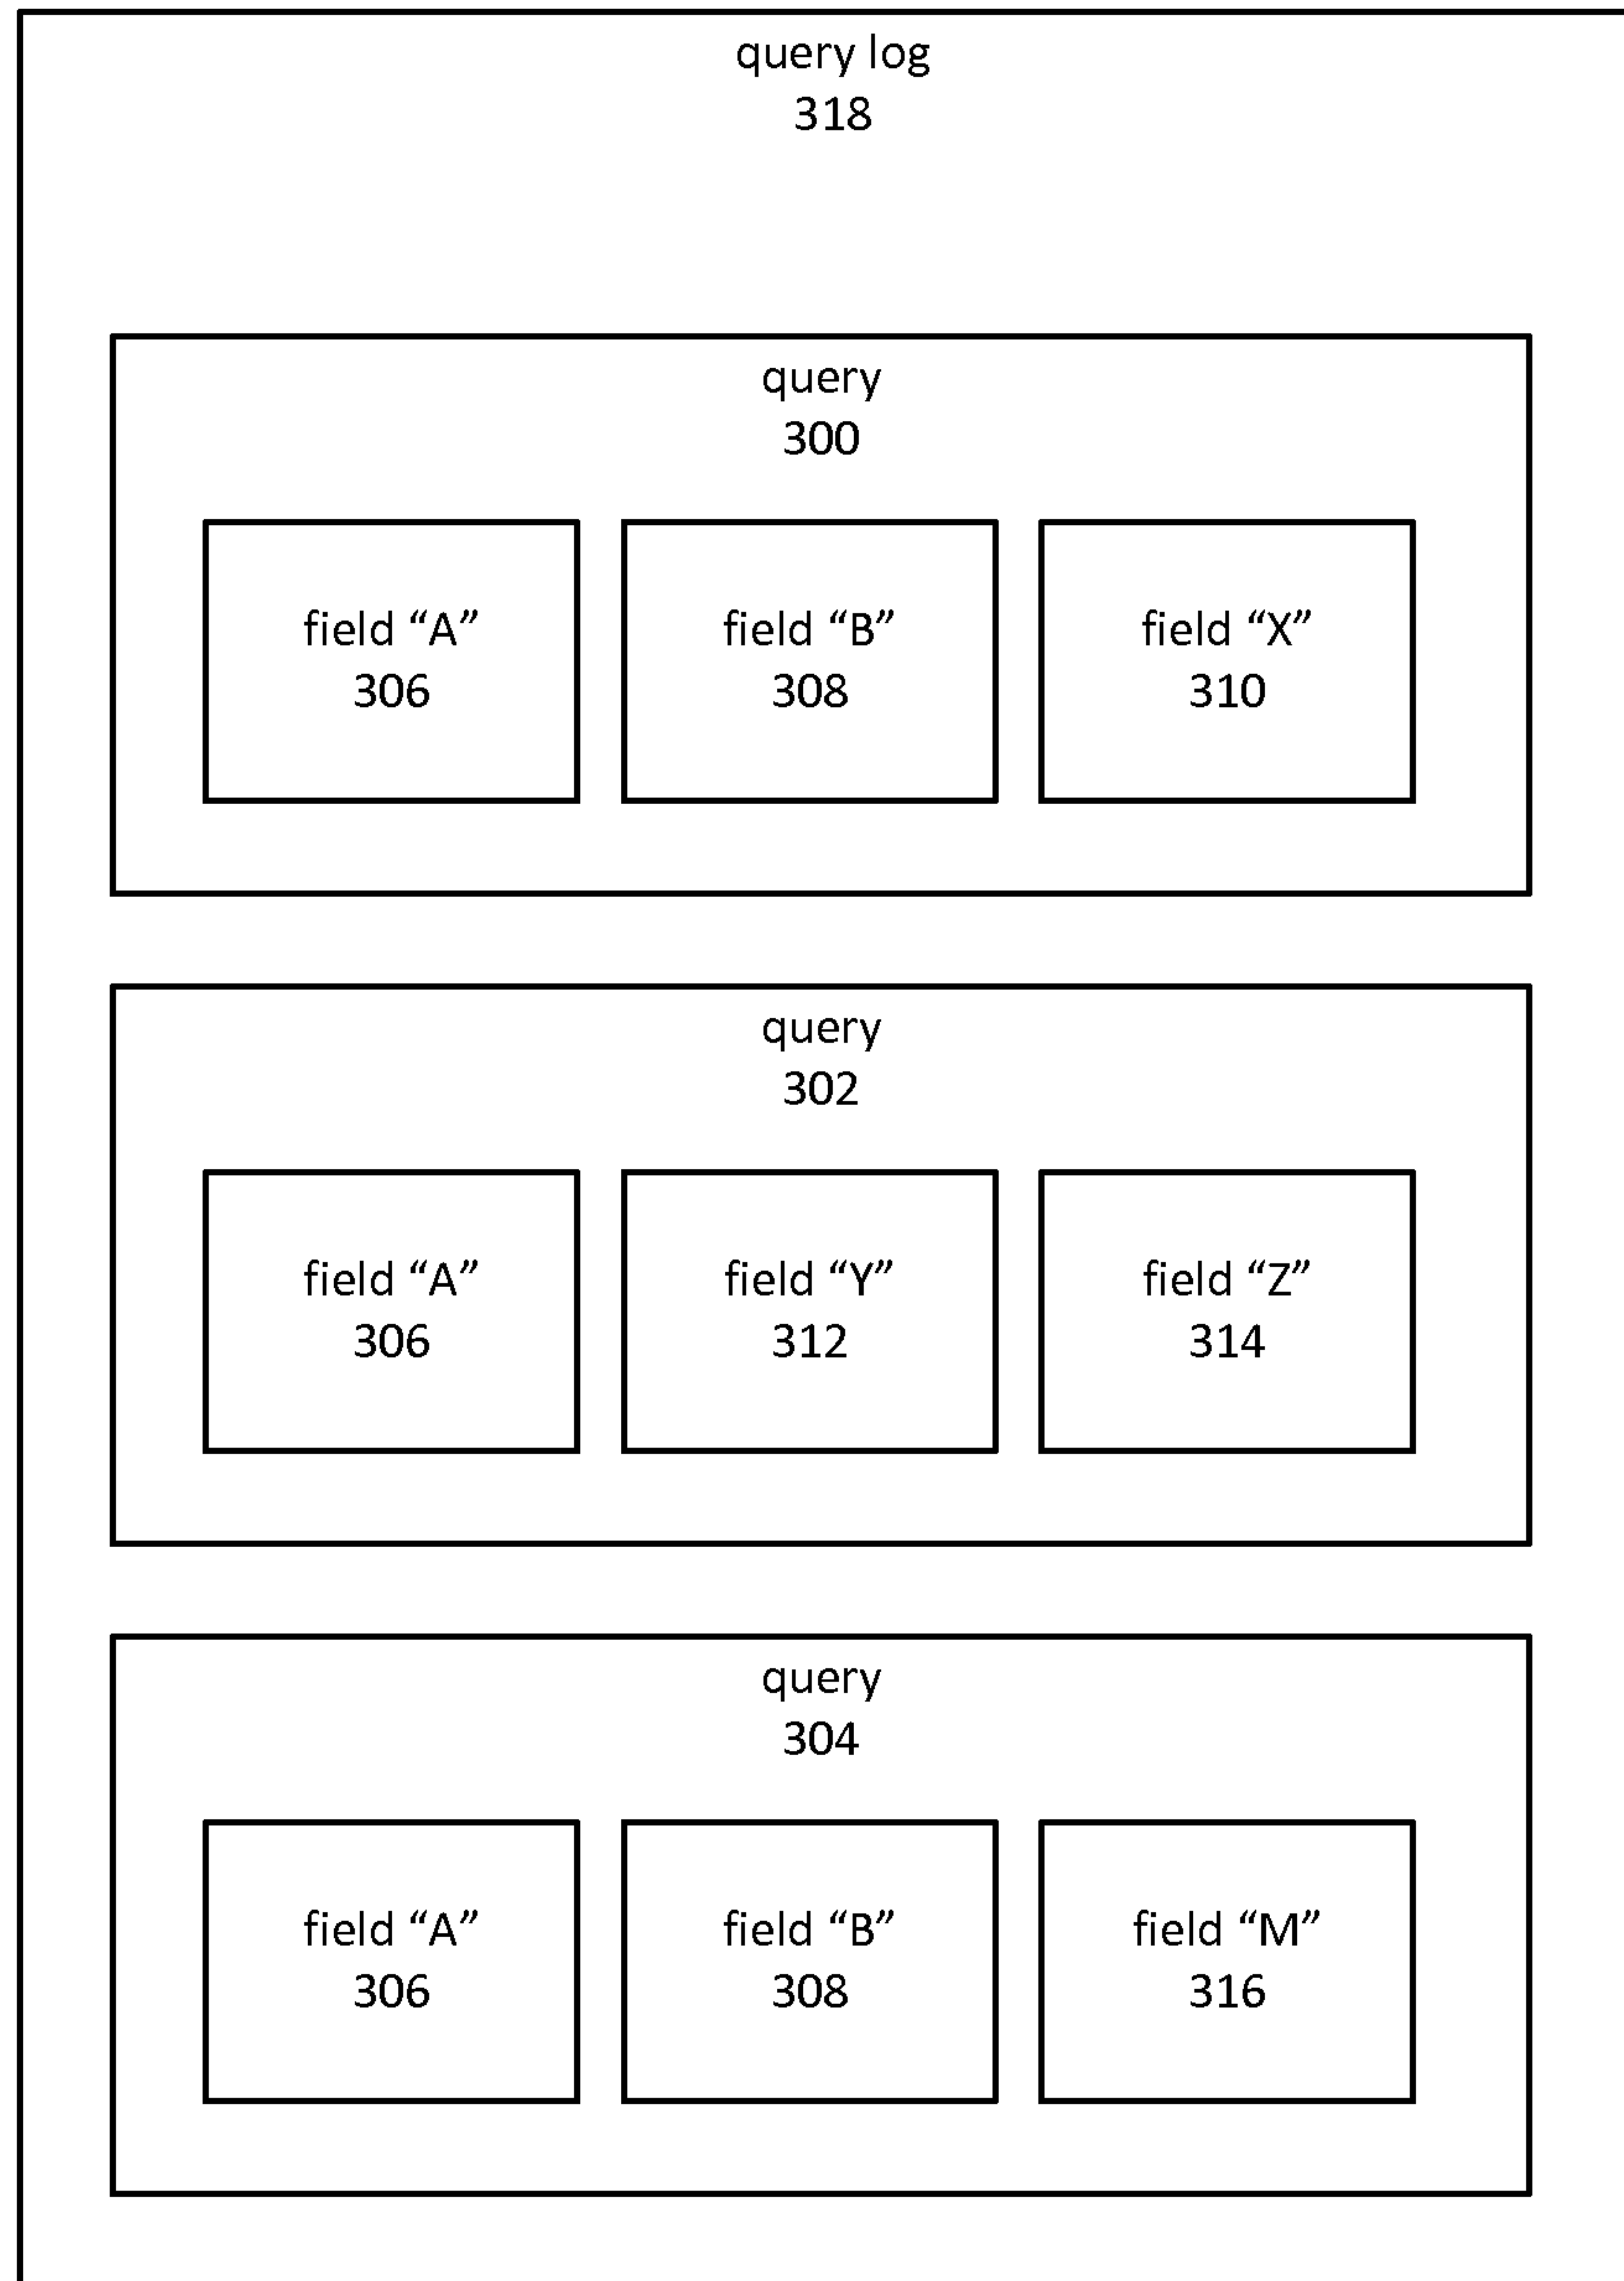 query log
318
query
300
field “A”
306
field “B”
308
field “X”
310
query
302
field “A”
306
field “Y”
312
field “Z”
314
query
304
field “A”
306
field “B”
308
field “M”
316